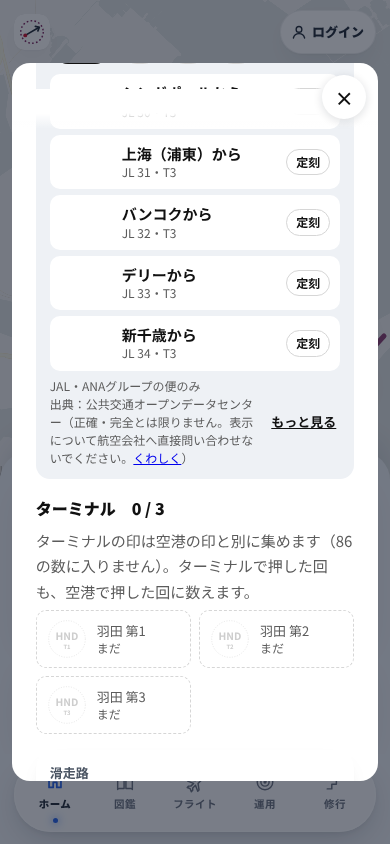 ログイン
上海（浦東）から
JL 31・T3
定刻
バンコクから
JL 32・T3
定刻
デリーから
JL 33・T3
定刻
新千歳から
JL 34・T3
定刻
JAL・ANAグループの便のみ
出典：公共交通オープンデータセンタ
ー（正確・完全とは限りません。表示
について航空会社へ直接問い合わせな
いでください。くわしく）
もっと見る
ターミナル　0 / 3
ターミナルの印は空港の印と別に集めます（86
の数に入りません）。ターミナルで押した回
も、空港で押した回に数えます。
HND
T1
羽田 第1
まだ
HND
T2
羽田 第2
まだ
HND
T3
羽田 第3
まだ
滑走路
ホーム
図鑑
フライト
運用
修行